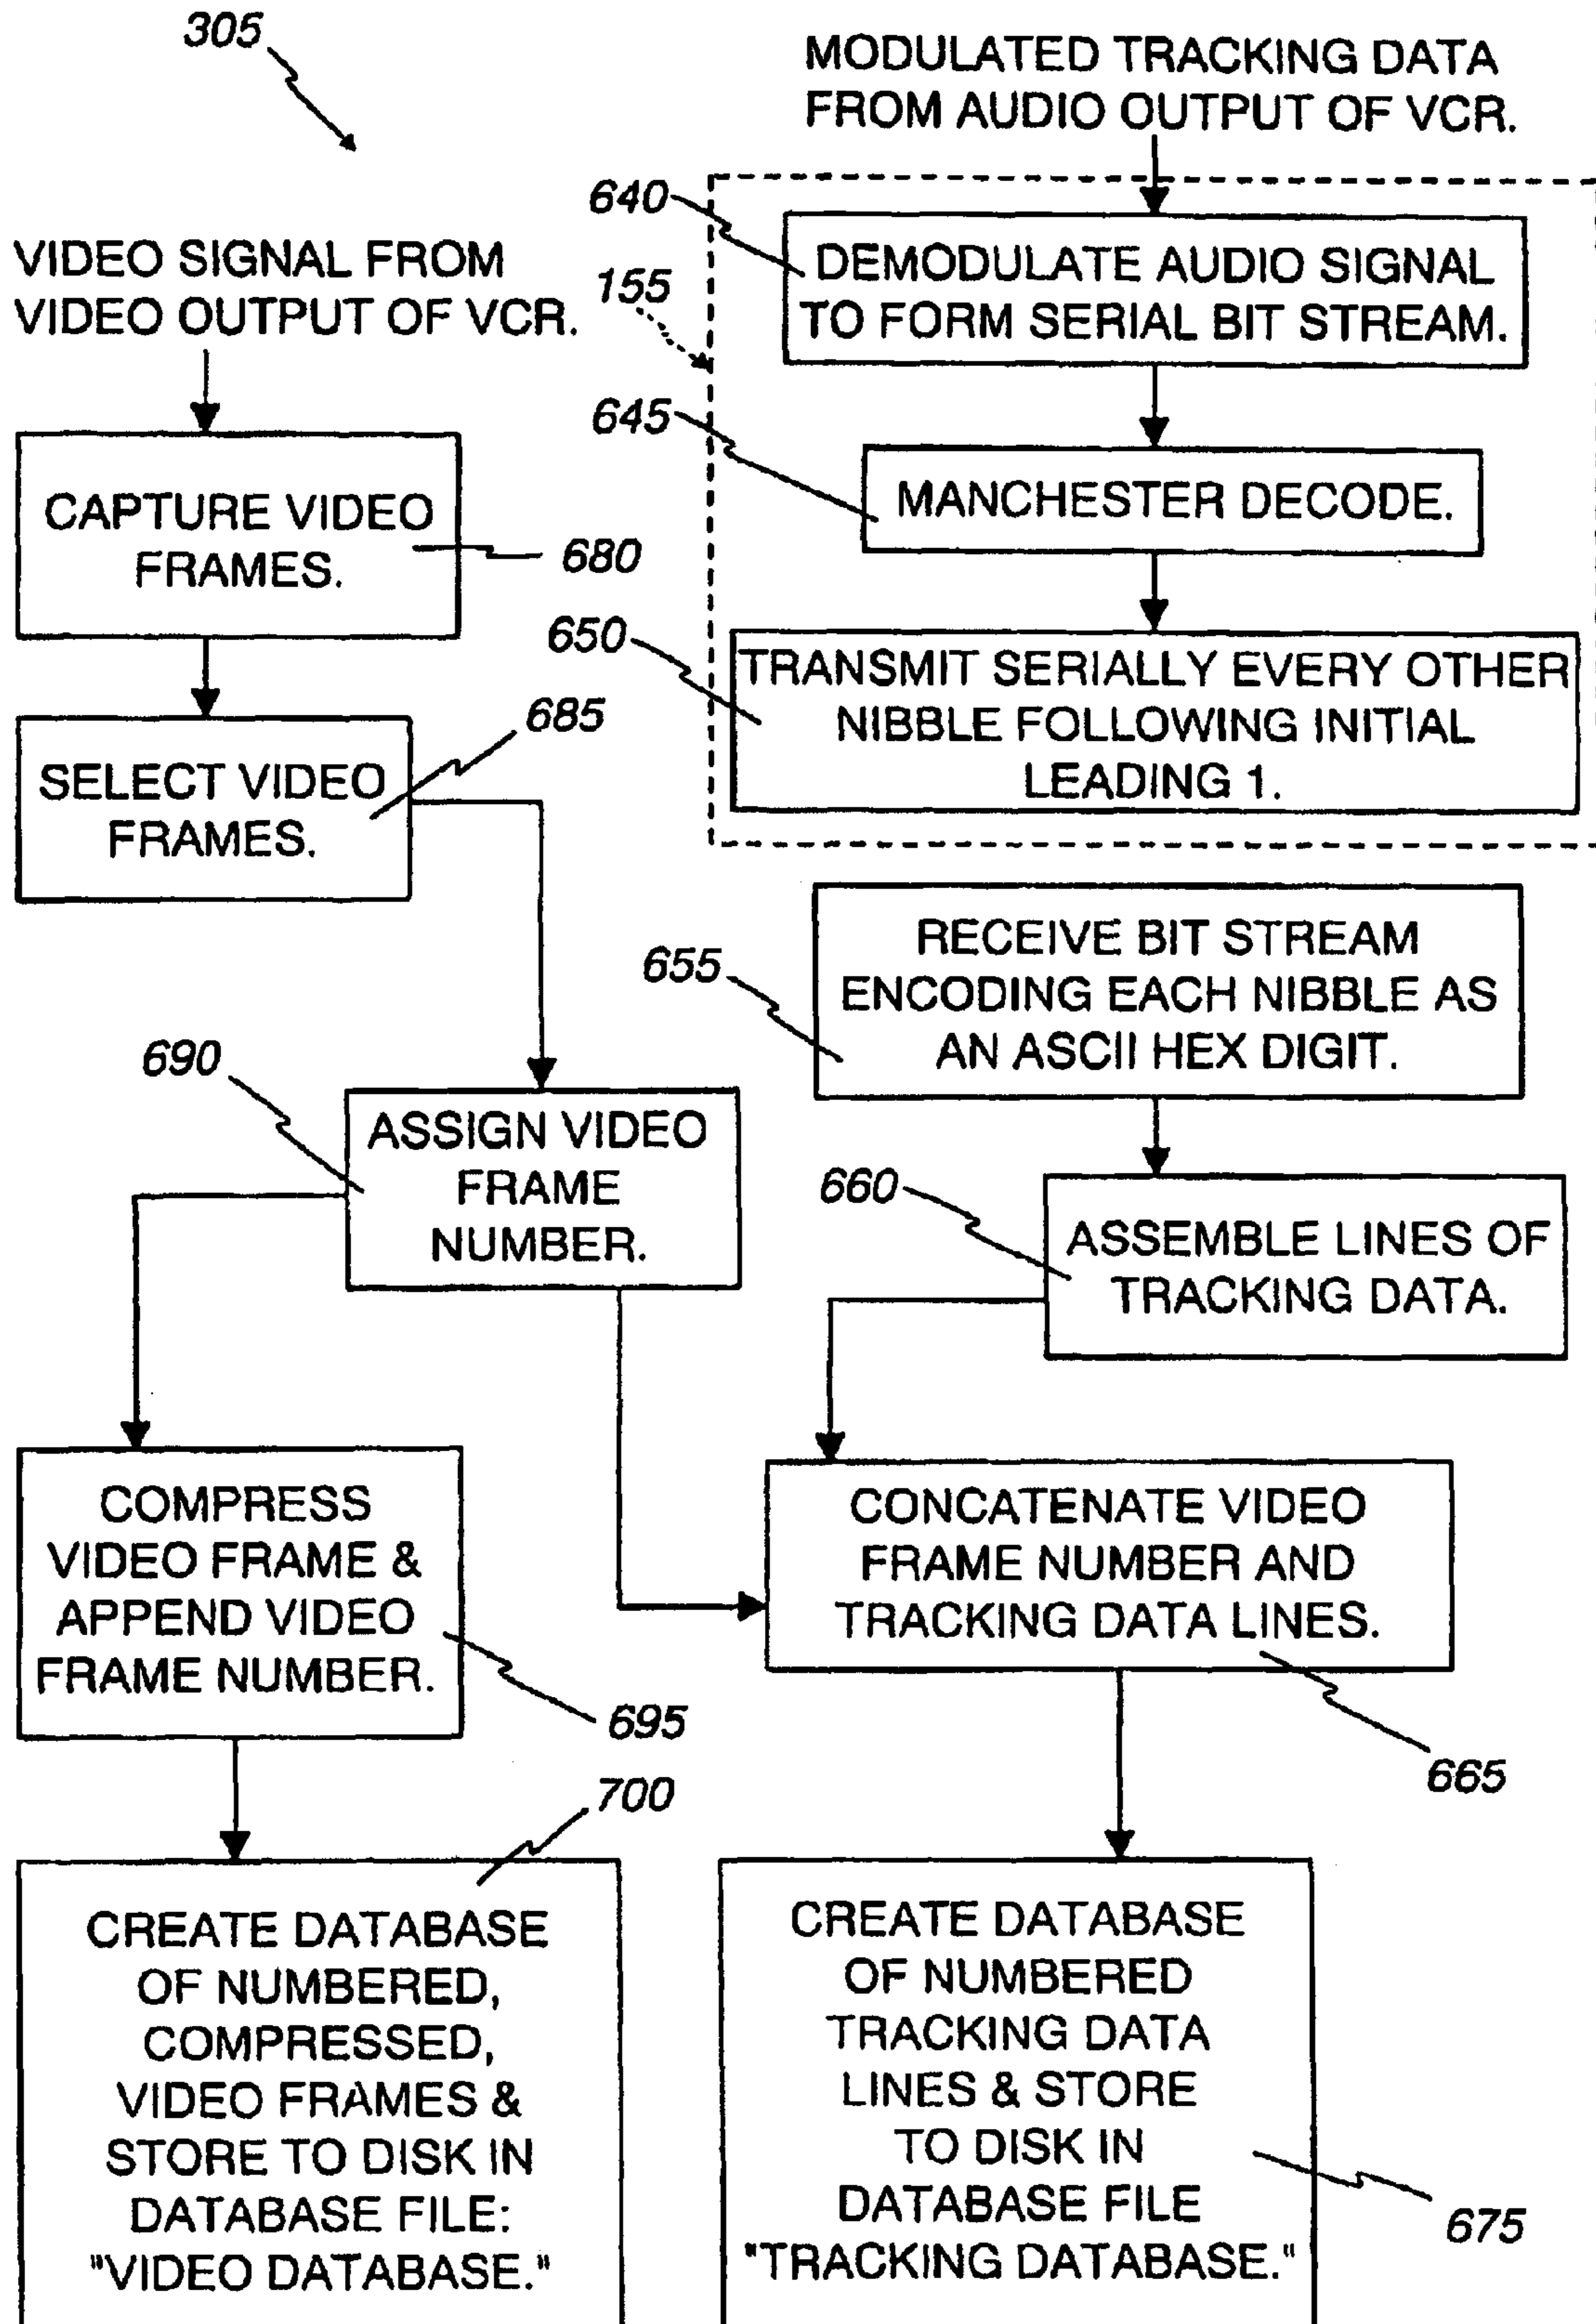 305
MODULATED TRACKING DATA
FROM AUDIO OUTPUT OF VCR.
640
DEMODULATE AUDIO SIGNAL
TO FORM SERIAL BIT STREAM.
VIDEO SIGNAL FROM
VIDEO OUTPUT OF VCR.
155
645
MANCHESTER DECODE.
CAPTURE VIDEO
FRAMES.
680
650
TRANSMIT SERIALLY EVERY OTHER
NIBBLE FOLLOWING INITIAL
LEADING 1.
685
SELECT VIDEO
FRAMES.
655
RECEIVE BIT STREAM
ENCODING EACH NIBBLE AS
AN ASCII HEX DIGIT.
690
ASSIGN VIDEO
FRAME
NUMBER.
660
ASSEMBLE LINES OF
TRACKING DATA.
COMPRESS
VIDEO FRAME &
APPEND VIDEO
FRAME NUMBER.
695
CONCATENATE VIDEO
FRAME NUMBER AND
TRACKING DATA LINES.
665
700
CREATE DATABASE
OF NUMBERED,
COMPRESSED,
VIDEO FRAMES &
STORE TO DISK IN
DATABASE FILE:
"VIDEO DATABASE."
CREATE DATABASE
OF NUMBERED
TRACKING DATA
LINES & STORE
TO DISK IN
DATABASE FILE
"TRACKING DATABASE."
675